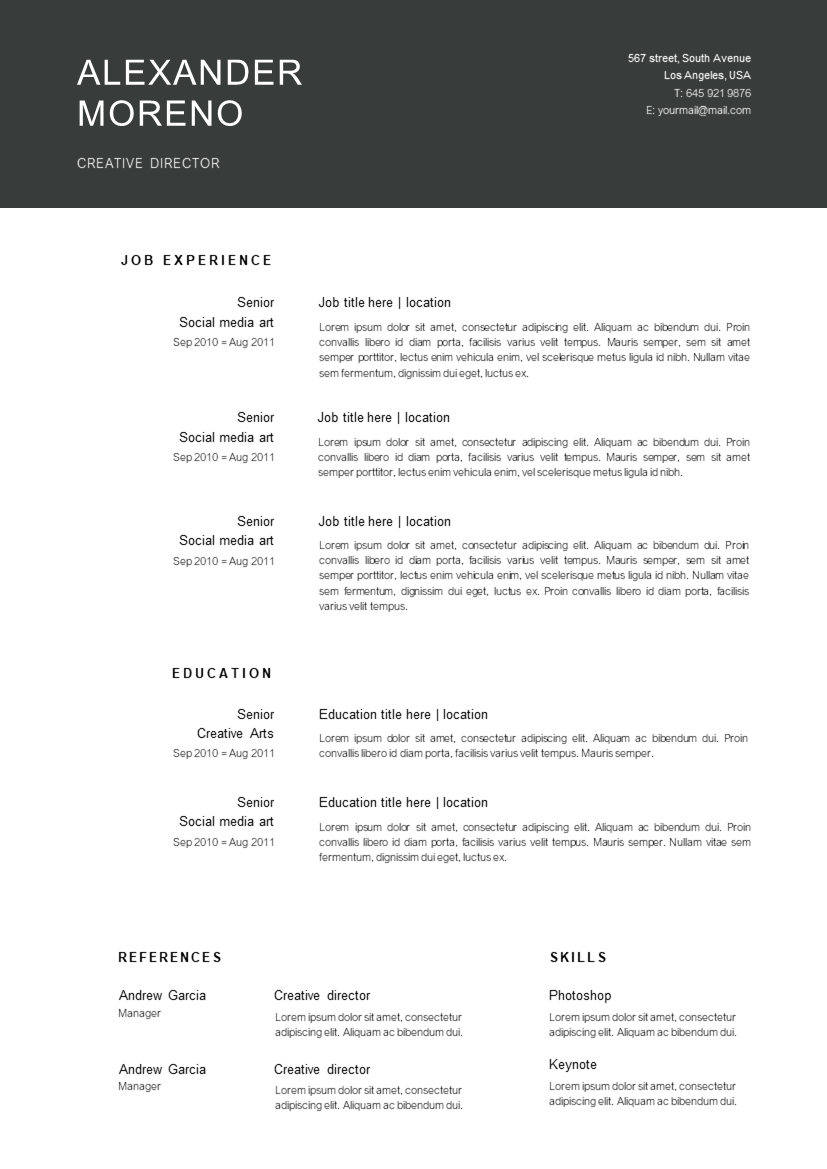 ALEXANDER
MORENO
CREATIVE DIRECTOR
567 street, South Avenue
Los Angeles, USA
T: 645 921 9876
E: yourmail@mail.com
JOB EXPERIENCE
Senior
Social media art
Sep 2010 = Aug 2011
Job title here | location
Lorem ipsum dolor sit amet, consectetur adipiscing elit. Aliquam ac bibendum dui. Proin
convallis libero id diam porta, facilisis varius velit tempus. Mauris semper, sem sit amet
semper porttitor, lectus enim vehicula enim, vel scelerisque metus ligula id nibh. Nullam vitae
sem fermentum, dignissim dui eget, luctus ex.
Senior
Social media art
Sep 2010 = Aug 2011
Job title here | location
Lorem ipsum dolor sit amet, consectetur adipiscing elit. Aliquam ac bibendum dui. Proin
convallis libero id diam porta, facilisis varius velit tempus. Mauris semper, sem sit amet
semper porttitor, lectus enim vehicula enim, vel scelerisque metus ligula id nibh.
Senior
Social media art
Sep 2010 = Aug 2011
Job title here | location
Lorem ipsum dolor sit amet, consectetur adipiscing elit. Aliquam ac bibendum dui. Proin
convallis libero id diam porta, facilisis varius velit tempus. Mauris semper, sem sit amet
semper porttitor, lectus enim vehicula enim, vel scelerisque metus ligula id nibh. Nullam vitae
sem fermentum, dignissim dui eget, luctus ex. Proin convallis libero id diam porta, facilisis
varius velit tempus.
EDUCATION
Senior
Creative Arts
Sep 2010 = Aug 2011
Education title here | location
Lorem ipsum dolor sit amet, consectetur adipiscing elit. Aliquam ac bibendum dui. Proin
convallis libero id diam porta, facilisis varius velit tempus. Mauris semper.
Senior
Social media art
Sep 2010 = Aug 2011
Education title here | location
Lorem ipsum dolor sit amet, consectetur adipiscing elit. Aliquam ac bibendum dui. Proin
convallis libero id diam porta, facilisis varius velit tempus. Mauris semper. Nullam vitae sem
fermentum, dignissim dui eget, luctus ex.
REFERENCES
Andrew Garcia
Manager
Creative director
Lorem ipsum dolor sit amet, consectetur
adipiscing elit. Aliquam ac bibendum dui.
Andrew Garcia
Manager
Creative director
Lorem ipsum dolor sit amet, consectetur
adipiscing elit. Aliquam ac bibendum dui.
SKILLS
Photoshop
Lorem ipsum dolor sit amet, consectetur
adipiscing elit. Aliquam ac bibendum dui.
Keynote
Lorem ipsum dolor sit amet, consectetur
adipiscing elit. Aliquam ac bibendum dui.